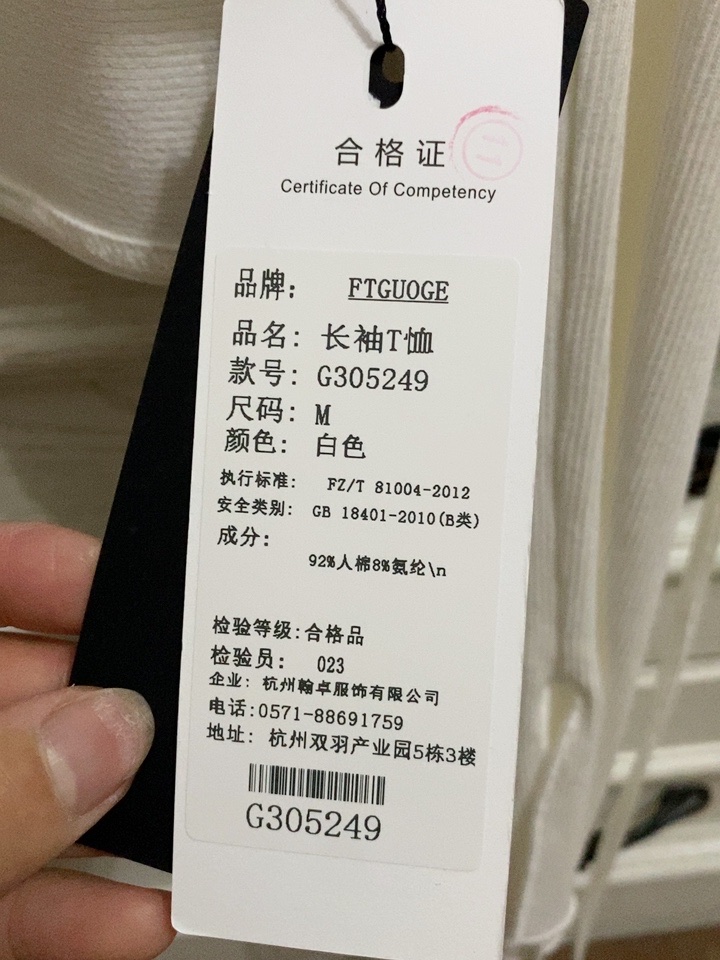 合格证
Certificate Of Competency
品牌： FTGUOGE
品名: 长袖T恤
款号: G305249
尺码: M
颜色: 白色
执行标准: FZ/T 81004-2012
安全类别: GB 18401-2010(B类)
成分:
92%人棉8%氨纶\n
检验等级:合格品
检验员: 023
企业: 杭州翰卓服饰有限公司
电话:0571-88691759
地址: 杭州双羽产业园5栋3楼
G305249